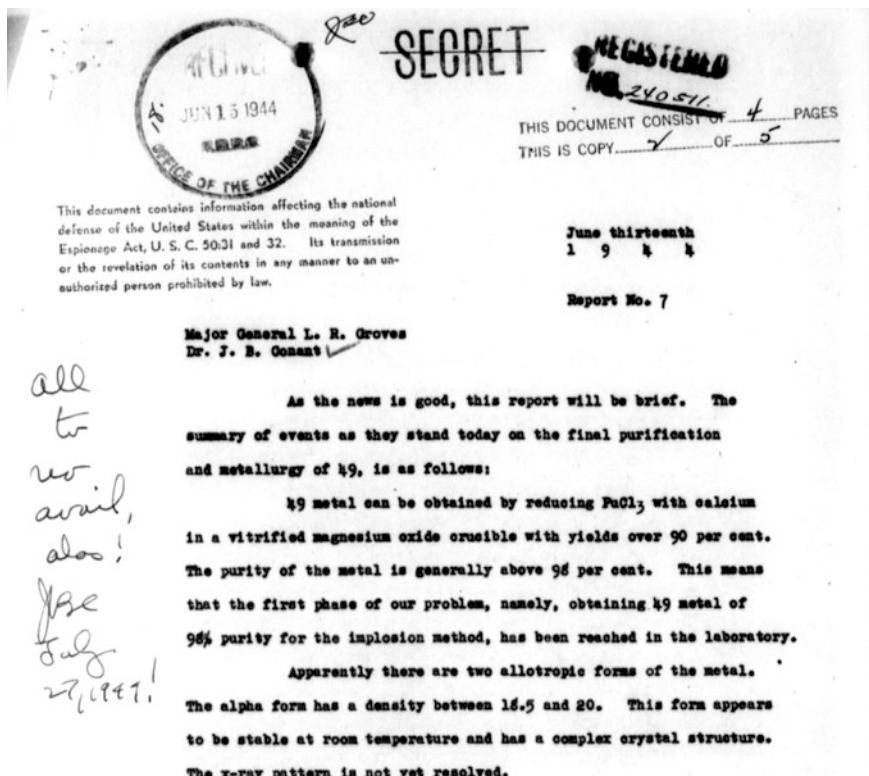 SECRET
REGISTERED
NO. 240511.
JUN 15 1944
OFFICE OF THE CHAIRMAN
THIS DOCUMENT CONSIST OF 4 PAGES
THIS IS COPY 2 OF 5
This document contains information affecting the national
defense of the United States within the meaning of the
Espionage Act, U. S. C. 50:31 and 32. Its transmission
or the revelation of its contents in any manner to an un-
authorized person prohibited by law.
June thirteenth
1 9 4 4
Report No. 7
Major General L. R. Groves
Dr. J. B. Conant
all
to
no
avail,
alas!
JBC
July
27, 1944!
As the news is good, this report will be brief. The
summary of events as they stand today on the final purification
and metallurgy of 49, is as follows:
49 metal can be obtained by reducing PuCl3 with calcium
in a vitrified magnesium oxide crucible with yields over 90 per cent.
The purity of the metal is generally above 98 per cent. This means
that the first phase of our problem, namely, obtaining 49 metal of
98% purity for the implosion method, has been reached in the laboratory.
Apparently there are two allotropic forms of the metal.
The alpha form has a density between 18.5 and 20. This form appears
to be stable at room temperature and has a complex crystal structure.
The x-ray pattern is not yet resolved.